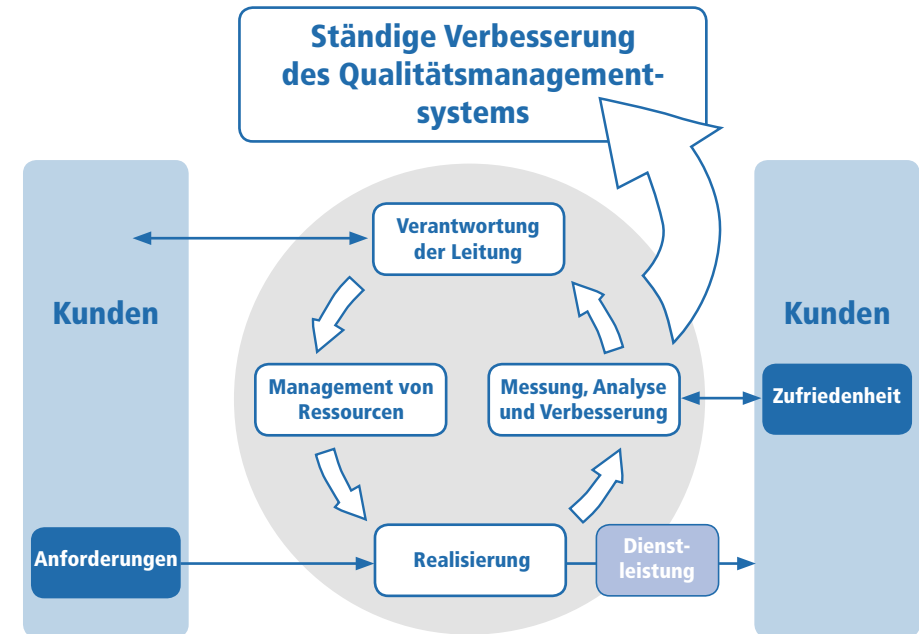 Ständige Verbesserung
des Qualitätsmanagement-
systems
Verantwortung
der Leitung
Kunden
Kunden
Management von
Ressourcen
Messung, Analyse
und Verbesserung
Zufriedenheit
Anforderungen
Realisierung
Dienst-
leistung